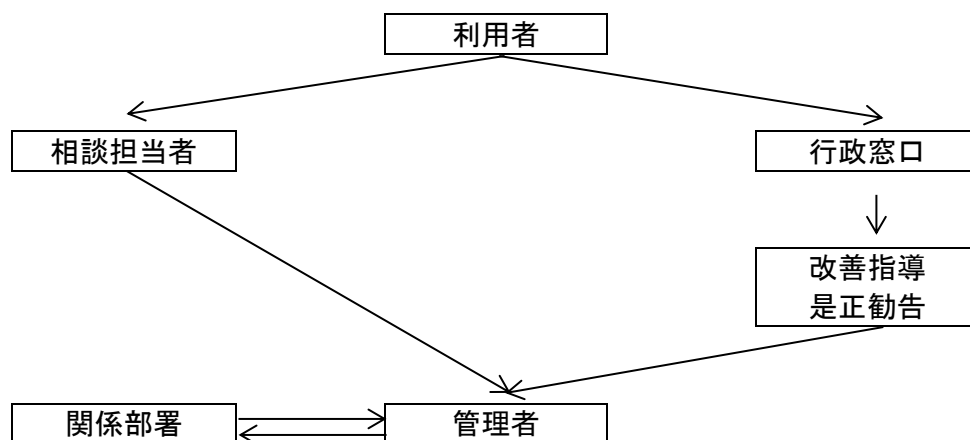 利用者
相談担当者
行政窓口
改善指導
是正勧告
関係部署
管理者